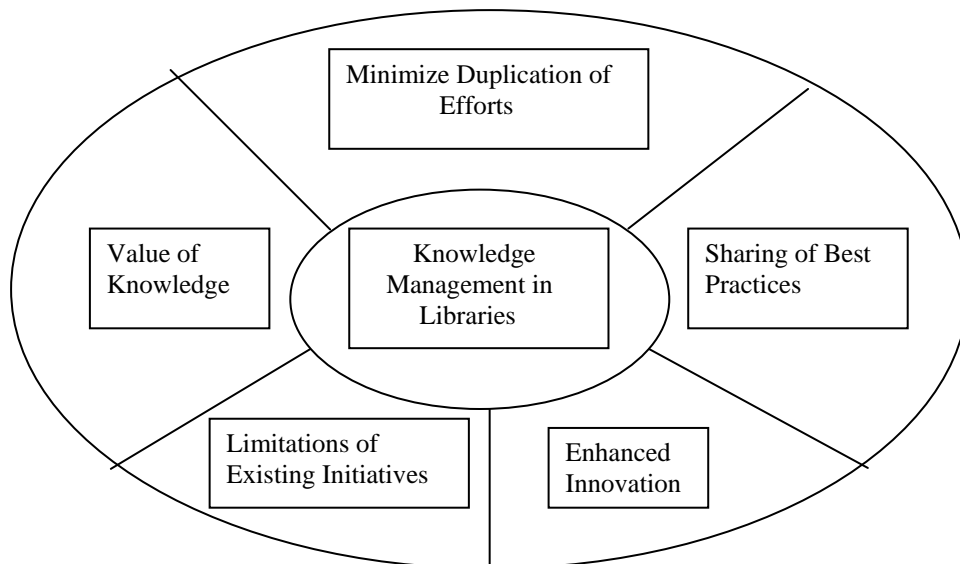 Minimize Duplication of
Efforts
Value of
Knowledge
Knowledge
Management in
Libraries
Sharing of Best
Practices
Limitations of
Existing Initiatives
Enhanced
Innovation